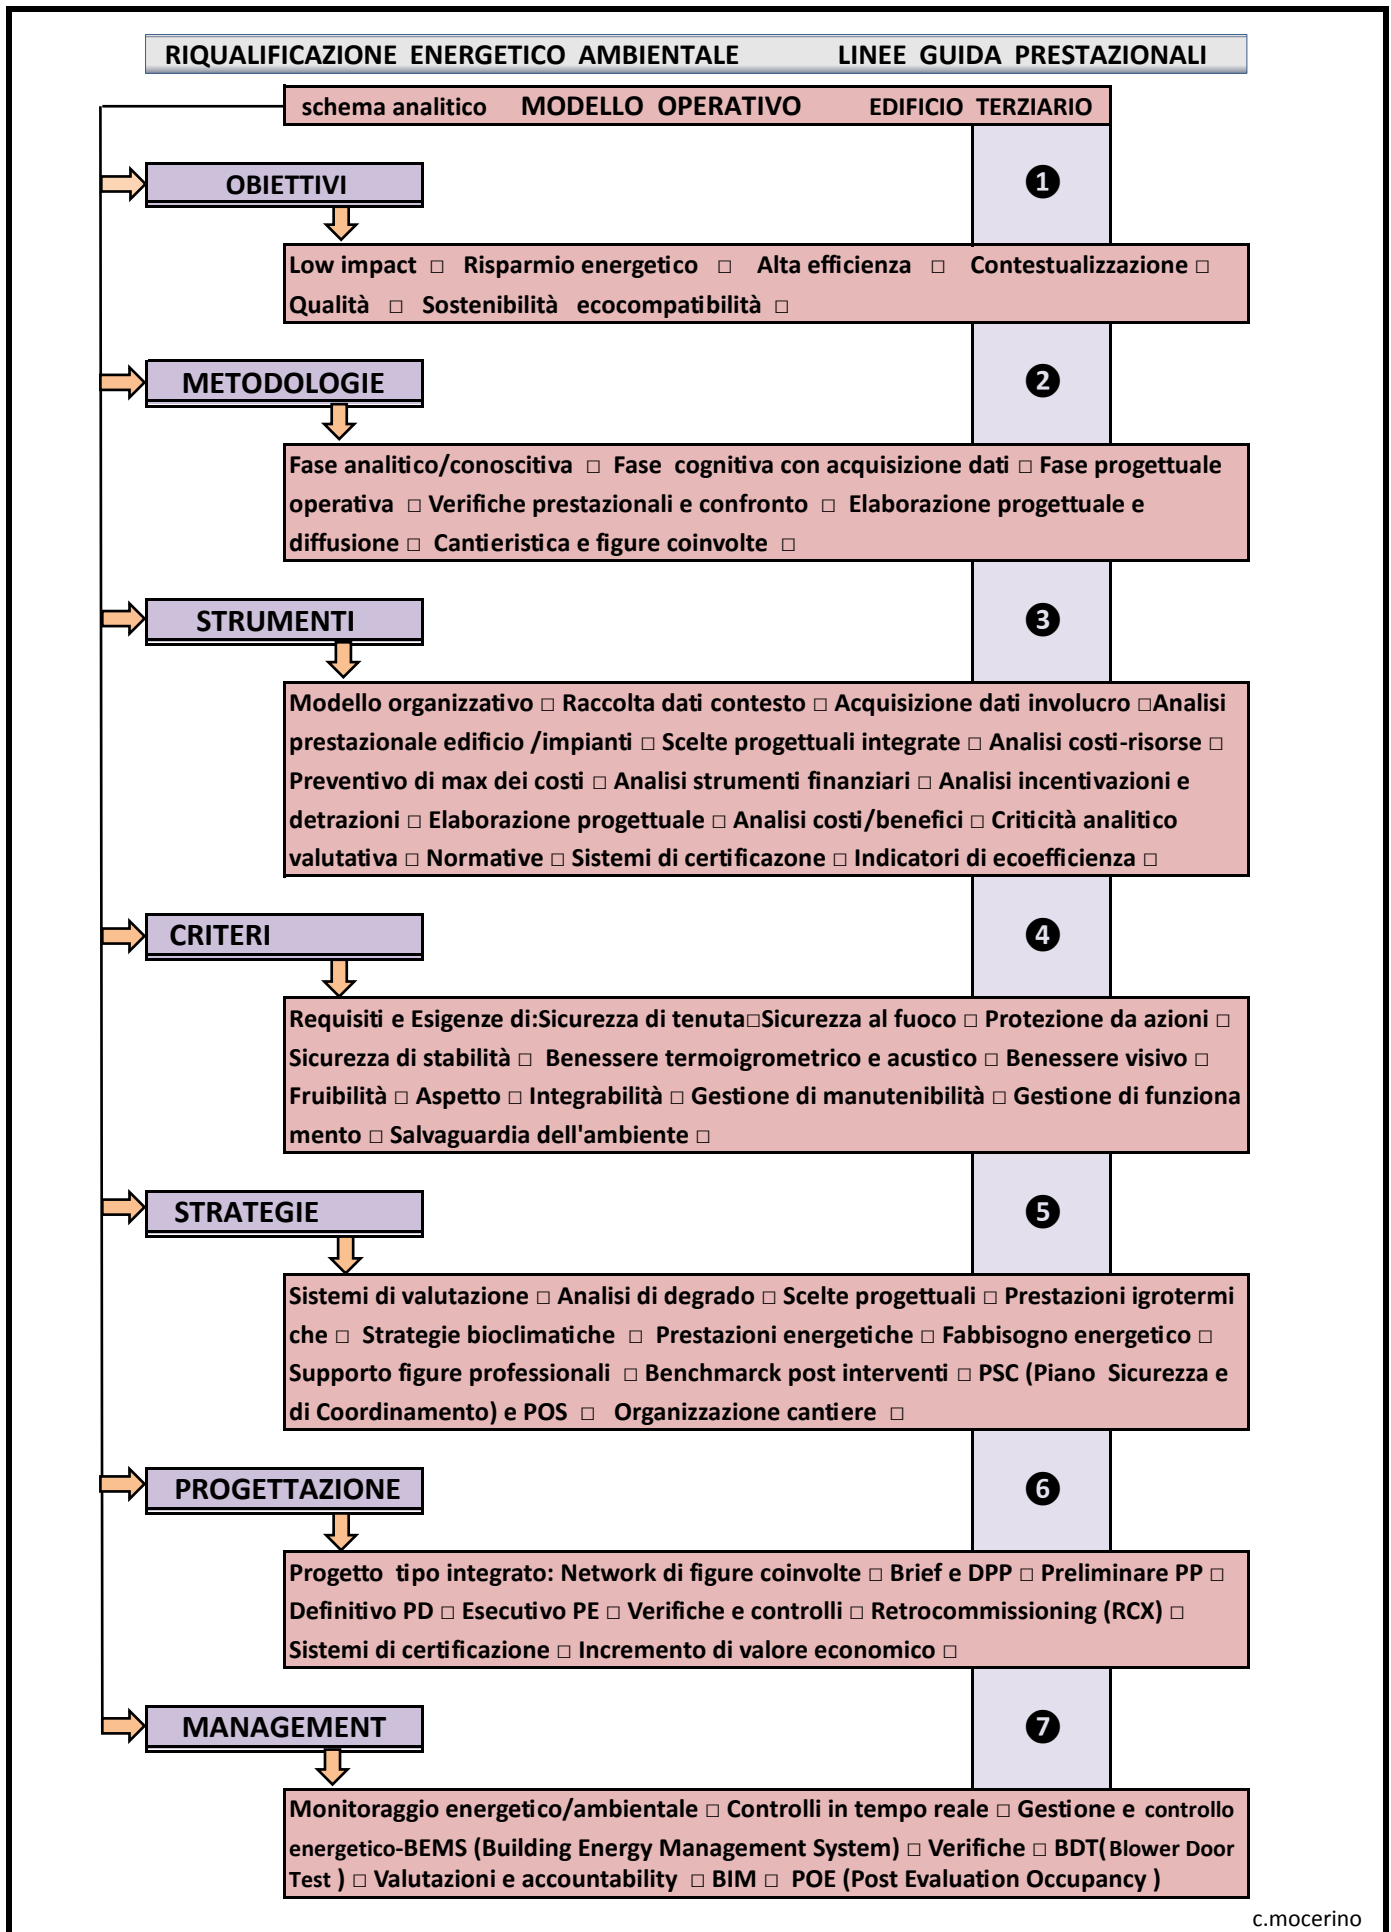 RIQUALIFICAZIONE ENERGETICO AMBIENTALE LINEE GUIDA PRESTAZIONALI
schema analitico MODELLO OPERATIVO EDIFICIO TERZIARIO
OBIETTIVI ❶
Low impact □ Risparmio energetico □ Alta efficienza □ Contestualizzazione □
Qualità □ Sostenibilità ecocompatibilità □
METODOLOGIE ❷
Fase analitico/conoscitiva □ Fase cognitiva con acquisizione dati □ Fase progettuale
operativa □ Verifiche prestazionali e confronto □ Elaborazione progettuale e
diffusione □ Cantieristica e figure coinvolte □
STRUMENTI ❸
Modello organizzativo □ Raccolta dati contesto □ Acquisizione dati involucro □Analisi
prestazionale edificio /impianti □ Scelte progettuali integrate □ Analisi costi-risorse □
Preventivo di max dei costi □ Analisi strumenti finanziari □ Analisi incentivazioni e
detrazioni □ Elaborazione progettuale □ Analisi costi/benefici □ Criticità analitico
valutativa □ Normative □ Sistemi di certificazone □ Indicatori di ecoefficienza □
CRITERI ❹
Requisiti e Esigenze di:Sicurezza di tenuta□Sicurezza al fuoco □ Protezione da azioni □
Sicurezza di stabilità □ Benessere termoigrometrico e acustico □ Benessere visivo □
Fruibilità □ Aspetto □ Integrabilità □ Gestione di manutenibilità □ Gestione di funziona
mento □ Salvaguardia dell'ambiente □
STRATEGIE ❺
Sistemi di valutazione □ Analisi di degrado □ Scelte progettuali □ Prestazioni igrotermi
che □ Strategie bioclimatiche □ Prestazioni energetiche □ Fabbisogno energetico □
Supporto figure professionali □ Benchmarck post interventi □ PSC (Piano Sicurezza e
di Coordinamento) e POS □ Organizzazione cantiere □
PROGETTAZIONE ❻
Progetto tipo integrato: Network di figure coinvolte □ Brief e DPP □ Preliminare PP □
Definitivo PD □ Esecutivo PE □ Verifiche e controlli □ Retrocommissioning (RCX) □
Sistemi di certificazione □ Incremento di valore economico □
MANAGEMENT ❼
Monitoraggio energetico/ambientale □ Controlli in tempo reale □ Gestione e controllo
energetico-BEMS (Building Energy Management System) □ Verifiche □ BDT(Blower Door
Test ) □ Valutazioni e accountability □ BIM □ POE (Post Evaluation Occupancy )
c.mocerino